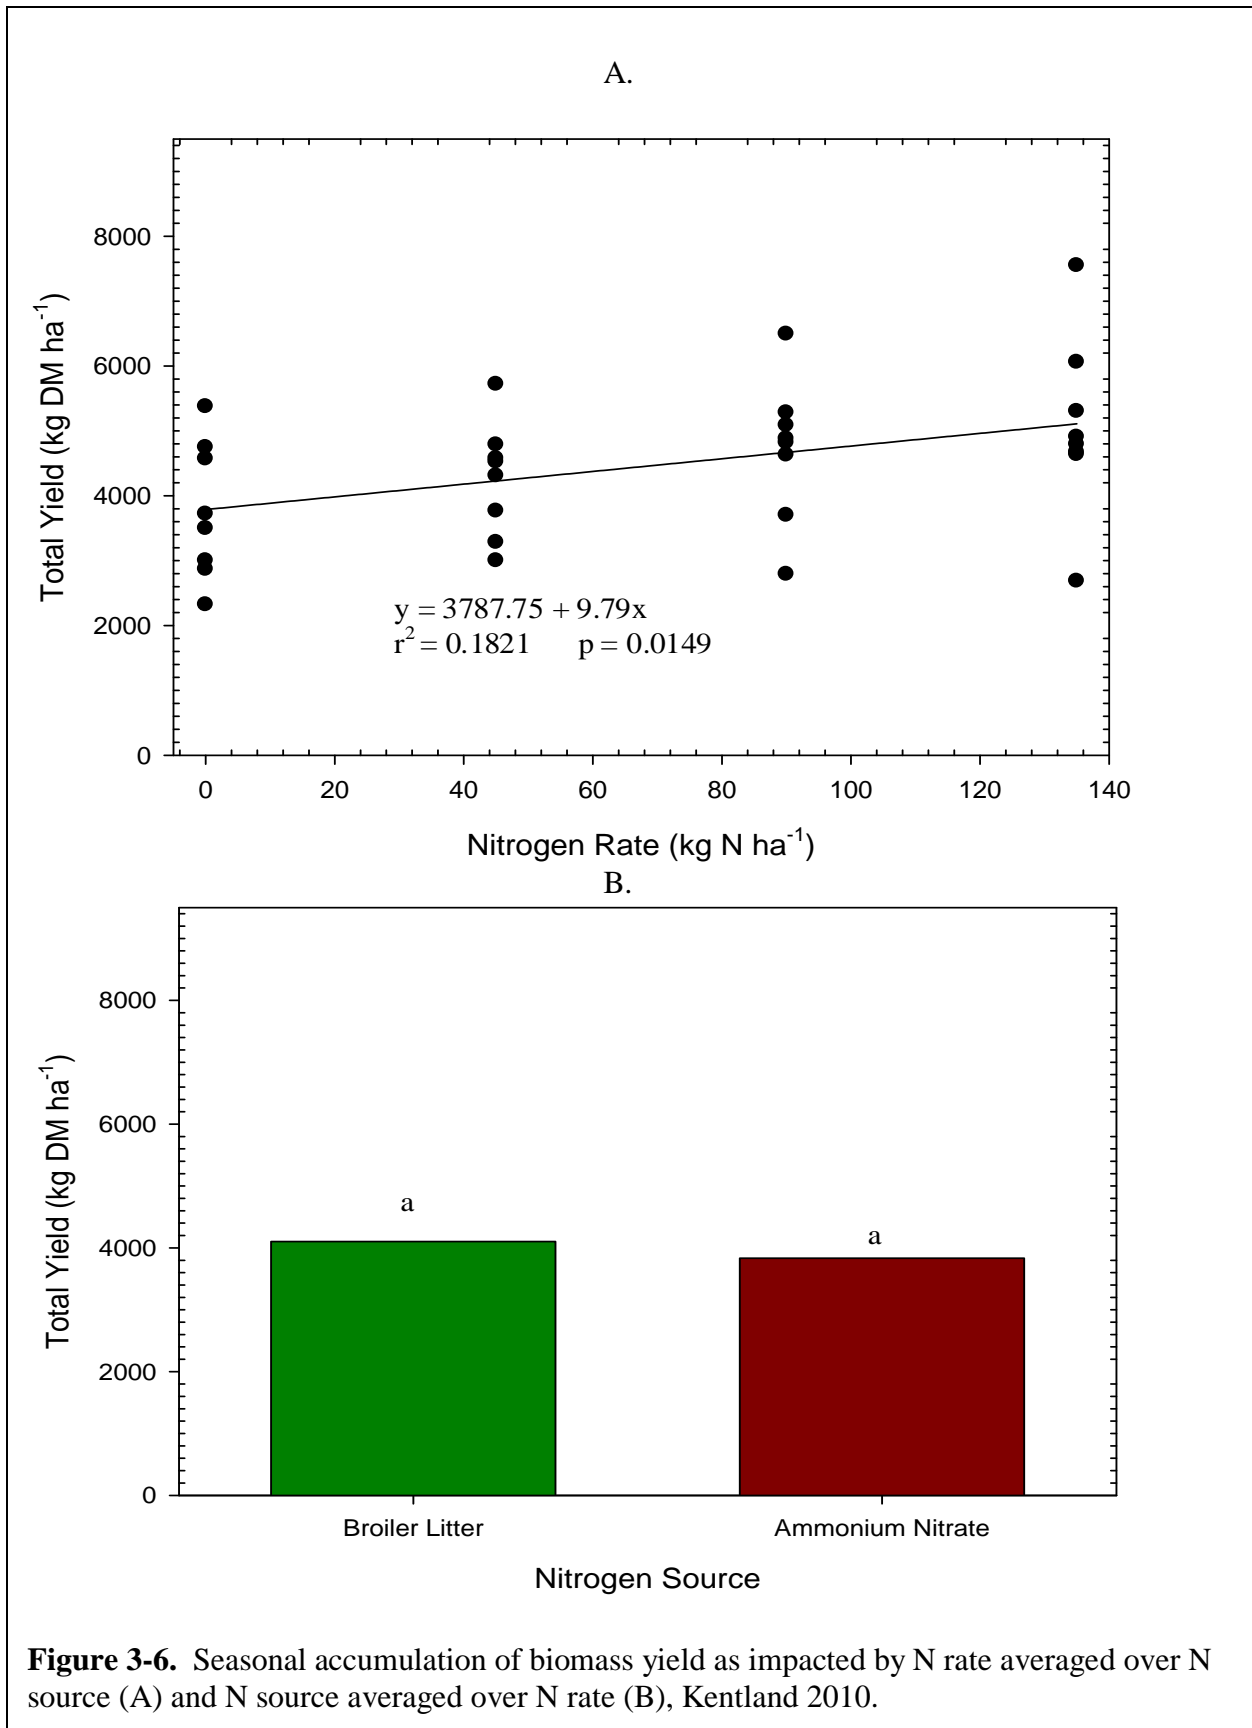 A.
8000
6000
4000
2000
0
Total Yield (kg DM ha⁻¹)
y = 3787.75 + 9.79x
r² = 0.1821 p = 0.0149
0 20 40 60 80 100 120 140
Nitrogen Rate (kg N ha⁻¹)
B.
8000
6000
4000
2000
0
Total Yield (kg DM ha⁻¹)
a
a
Broiler Litter Ammonium Nitrate
Nitrogen Source
Figure 3-6. Seasonal accumulation of biomass yield as impacted by N rate averaged over N
source (A) and N source averaged over N rate (B), Kentland 2010.